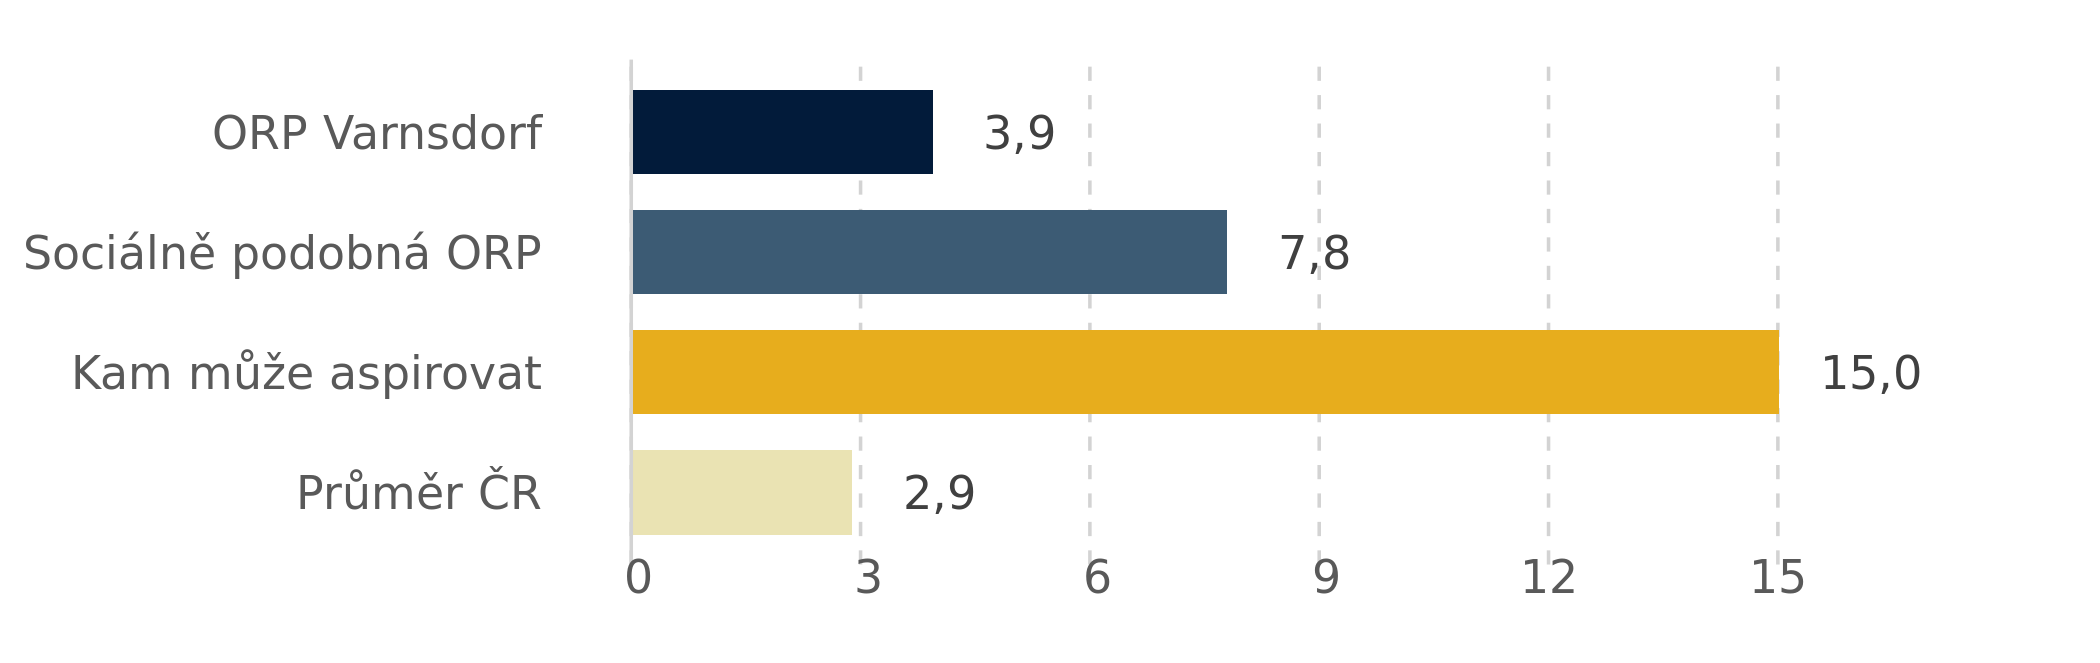 ORP Varnsdorf 3,9
Sociálně podobná ORP 7,8
Kam může aspirovat 15,0
Průměr ČR 2,9
0 3 6 9 12 15